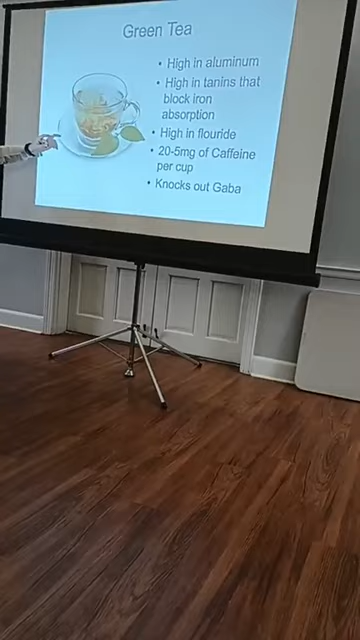 Green Tea
• High in aluminum
• High in tanins that
block iron
absorption
• High in flouride
• 20-5mg of Caffeine
per cup
• Knocks out Gaba